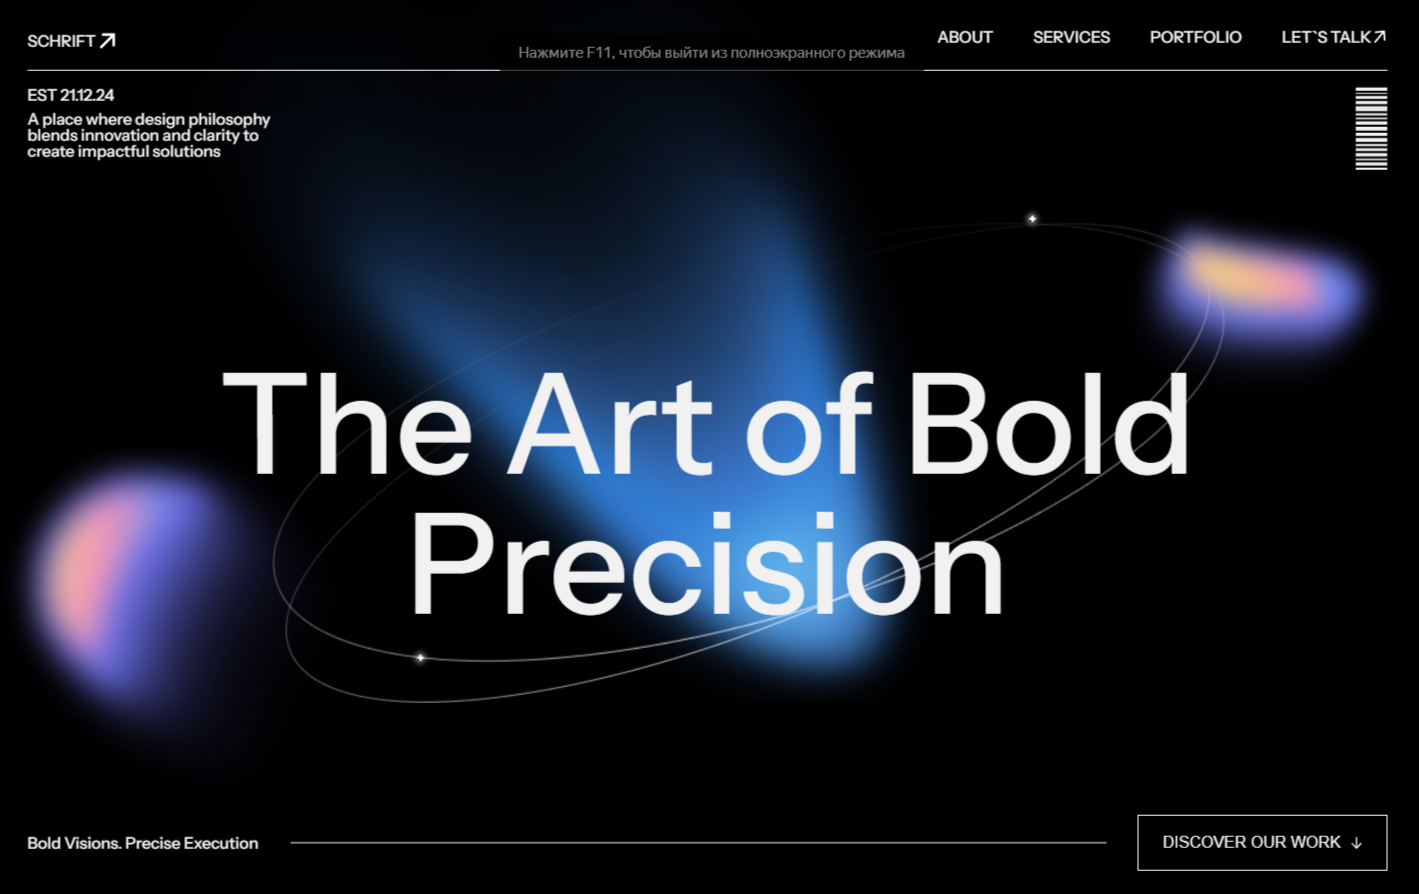 SCHRIFT
Нажмите F11, чтобы выйти из полноэкранного режима
ABOUT
SERVICES
PORTFOLIO
LET`S TALK
EST 21.12.24
A place where design philosophy
blends innovation and clarity to
create impactful solutions
The Art of Bold
Precision
Bold Visions. Precise Execution
DISCOVER OUR WORK ↓